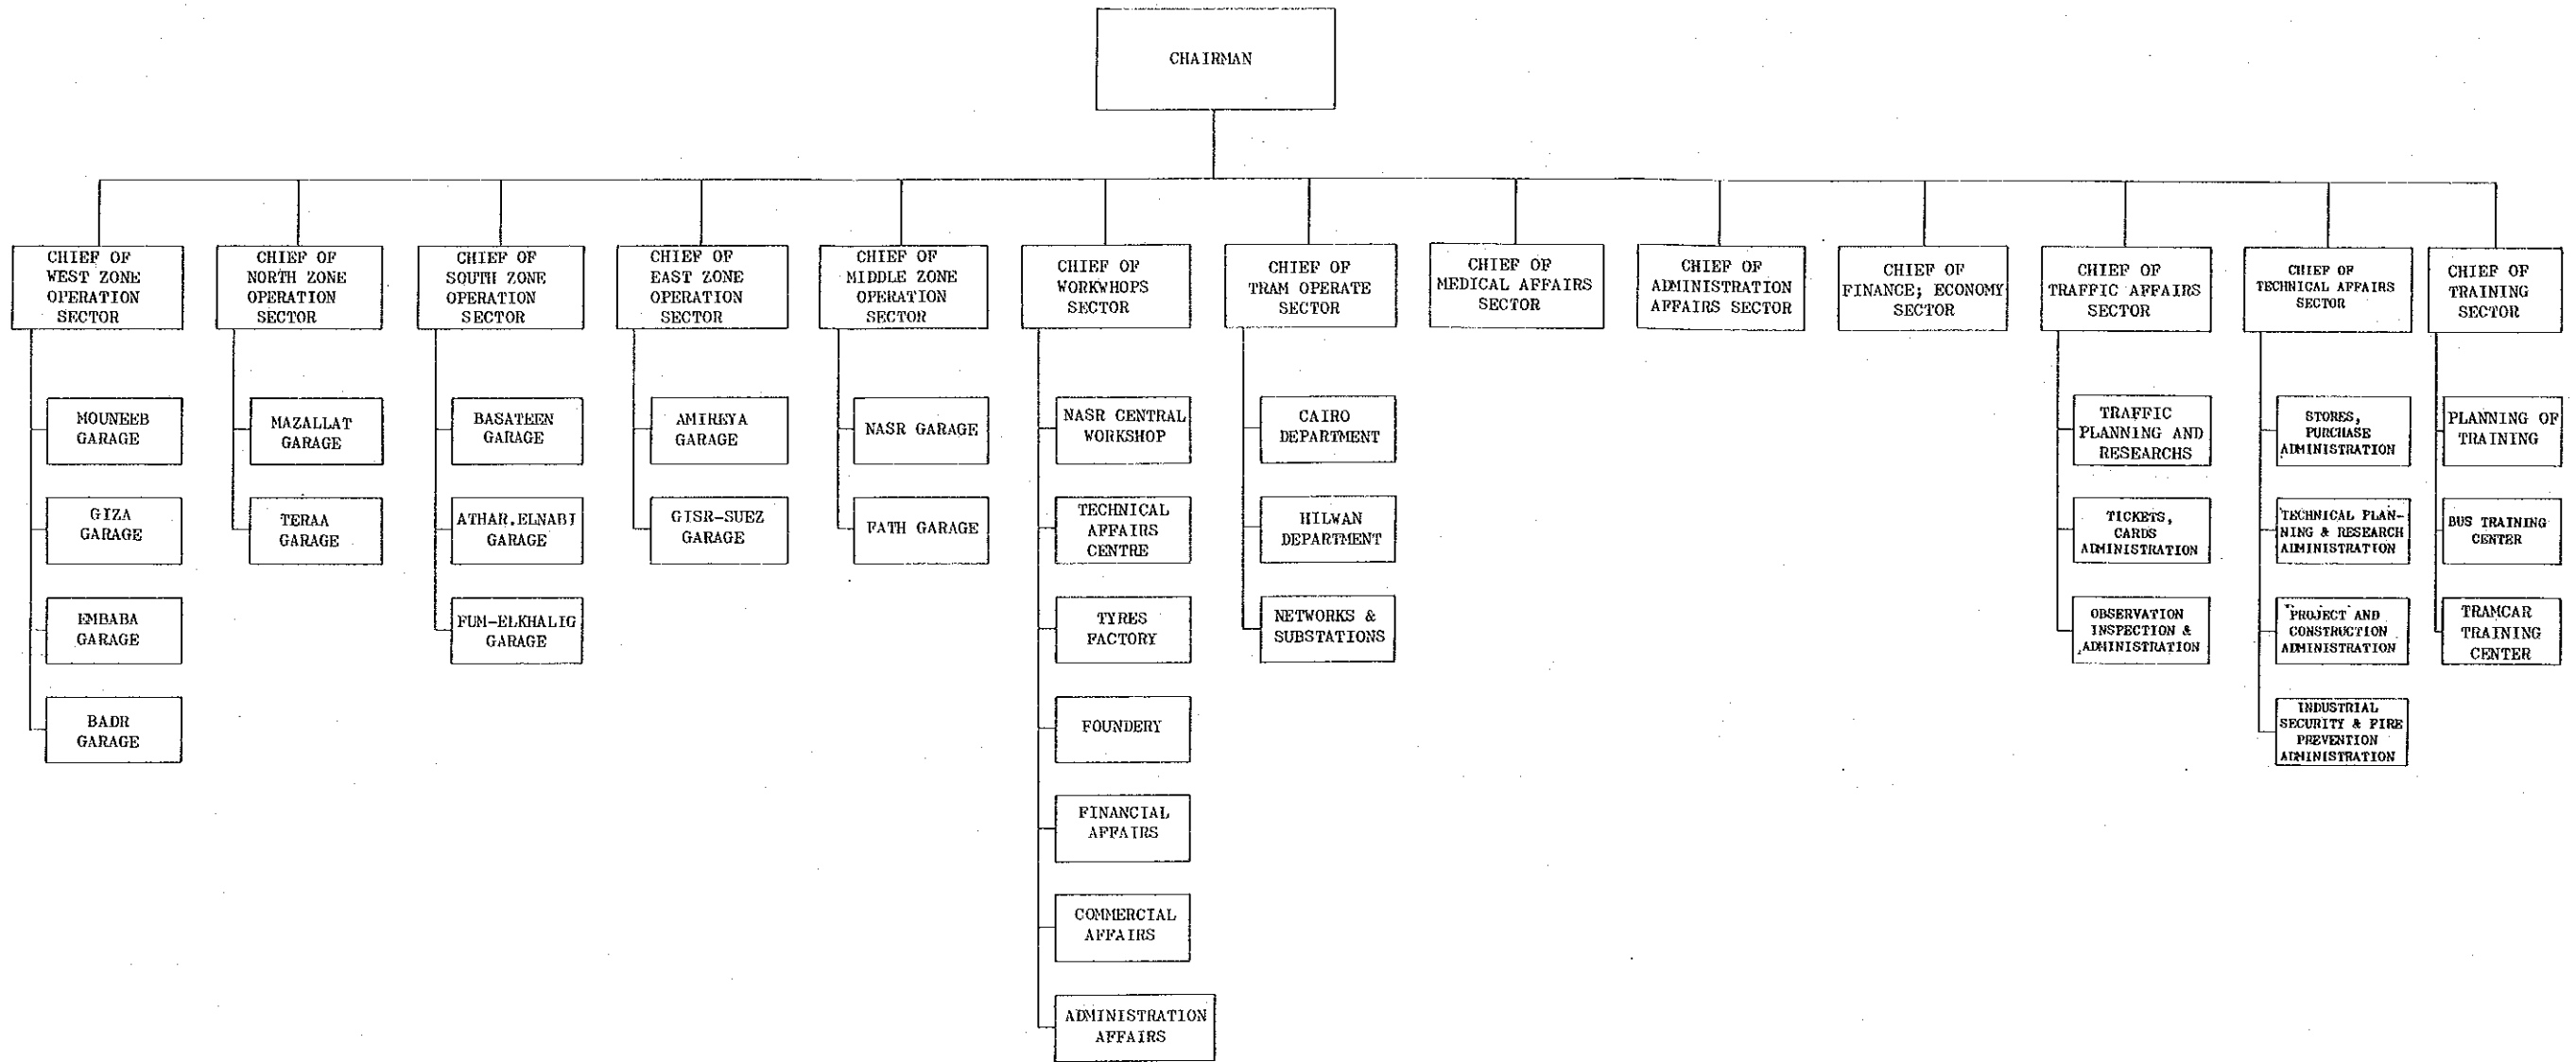 CHAIRMAN
CHIEF OF
WEST ZONE
OPERATION
SECTOR
MOUNEEB
GARAGE
GIZA
GARAGE
EMBABA
GARAGE
BADR
GARAGE
CHIEF OF
NORTH ZONE
OPERATION
SECTOR
MAZALLAT
GARAGE
TERAA
GARAGE
CHIEF OF
SOUTH ZONE
OPERATION
SECTOR
BASATEEN
GARAGE
ATHAR.ELNABI
GARAGE
FUM-ELKHALIG
GARAGE
CHIEF OF
EAST ZONE
OPERATION
SECTOR
AMIREYA
GARAGE
GISR-SUEZ
GARAGE
CHIEF OF
MIDDLE ZONE
OPERATION
SECTOR
NASR GARAGE
FATH GARAGE
CHIEF OF
WORKWHOPS
SECTOR
NASR CENTRAL
WORKSHOP
TECHNICAL
AFFAIRS
CENTRE
TYRES
FACTORY
FOUNDERY
FINANCIAL
AFFAIRS
COMMERCIAL
AFFAIRS
ADMINISTRATION
AFFAIRS
CHIEF OF
TRAM OPERATE
SECTOR
CAIRO
DEPARTMENT
HILWAN
DEPARTMENT
NETWORKS &
SUBSTATIONS
CHIEF OF
MEDICAL AFFAIRS
SECTOR
CHIEF OF
ADMINISTRATION
AFFAIRS SECTOR
CHIEF OF
FINANCE; ECONOMY
SECTOR
CHIEF OF
TRAFFIC AFFAIRS
SECTOR
TRAFFIC
PLANNING AND
RESEARCHS
TICKETS,
CARDS
ADMINISTRATION
OBSERVATION
INSPECTION &
ADMINISTRATION
CHIEF OF
TECHNICAL AFFAIRS
SECTOR
STORES,
PURCHASE
ADMINISTRATION
TECHNICAL PLAN-
NING & RESEARCH
ADMINISTRATION
PROJECT AND
CONSTRUCTION
ADMINISTRATION
INDUSTRIAL
SECURITY & FIRE
PREVENTION
ADMINISTRATION
CHIEF OF
TRAINING
SECTOR
PLANNING OF
TRAINING
BUS TRAINING
CENTER
TRAMCAR
TRAINING
CENTER